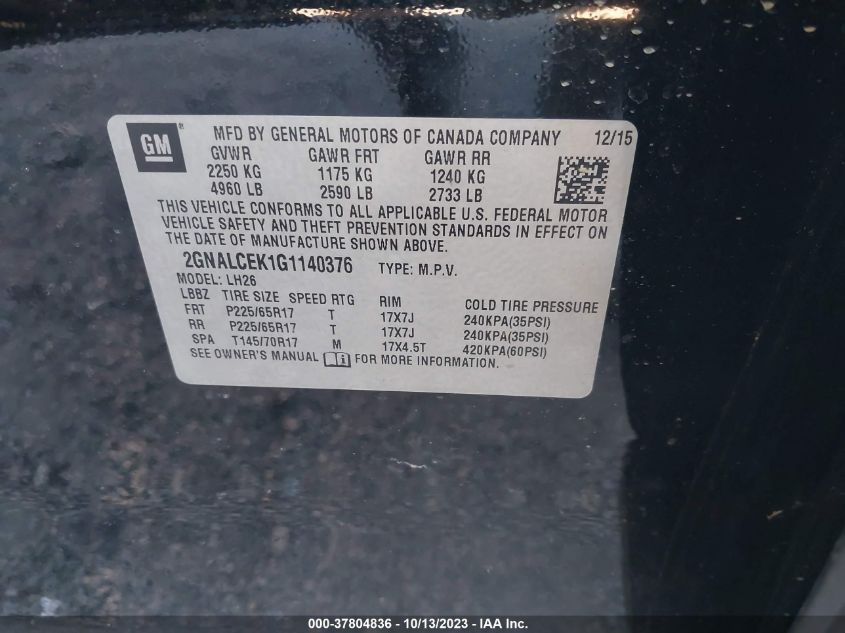 GM ® MFD BY GENERAL MOTORS OF CANADA COMPANY 12/15
GVWR GAWR FRT GAWR RR
2250 KG 1175 KG 1240 KG
4960 LB 2590 LB 2733 LB
THIS VEHICLE CONFORMS TO ALL APPLICABLE U.S. FEDERAL MOTOR
VEHICLE SAFETY AND THEFT PREVENTION STANDARDS IN EFFECT ON
THE DATE OF MANUFACTURE SHOWN ABOVE.
2GNALCEK1G1140376 TYPE: M.P.V.
MODEL: LH26
LBBZ TIRE SIZE SPEED RTG RIM COLD TIRE PRESSURE
FRT P225/65R17 T 17X7J 240KPA(35PSI)
RR P225/65R17 T 17X7J 240KPA(35PSI)
SPA T145/70R17 M 17X4.5T 420KPA(60PSI)
SEE OWNER'S MANUAL FOR MORE INFORMATION.
000-37804836 - 10/13/2023 - IAA Inc.